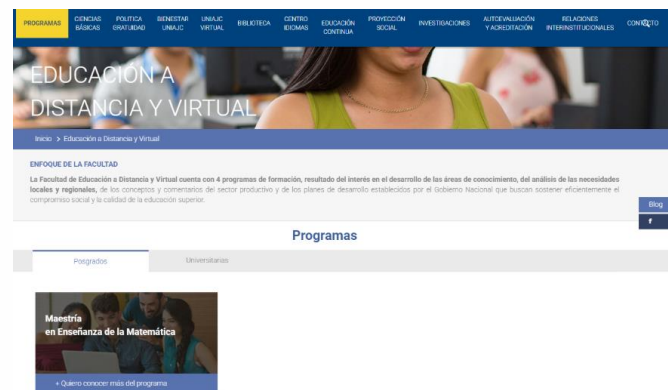 PROGRAMAS
CIENCIAS
BÁSICAS
POLITICA
GRATUIDAD
BIENESTAR
UNIAJC
UNIAJC
VIRTUAL
BIBLIOTECA
CENTRO
IDIOMAS
EDUCACIÓN
CONTINUA
PROYECCIÓN
SOCIAL
INVESTIGACIONES
AUTOEVALUACIÓN
Y ACREDITACIÓN
RELACIONES
INTERINSTITUCIONALES
EDUCACIÓN A
DISTANCIA Y VIRTUAL
Inicio > Educación a Distancia y Virtual
ENFOQUE DE LA FACULTAD
La Facultad de Educación a Distancia y Virtual cuenta con 4 programas de formación, resultado del interés en el desarrollo de las áreas de conocimiento, del análisis de las necesidades
locales y regionales, de los conceptos y comentarios del sector productivo y de los planes de desarrollo establecidos por el Gobierno Nacional que buscan sostener eficientemente el
compromiso social y la calidad de la educación superior.
Blog
f
Programas
Posgrados
Universitarias
Maestría
en Enseñanza de la Matemática
+ Quiero conocer más del programa